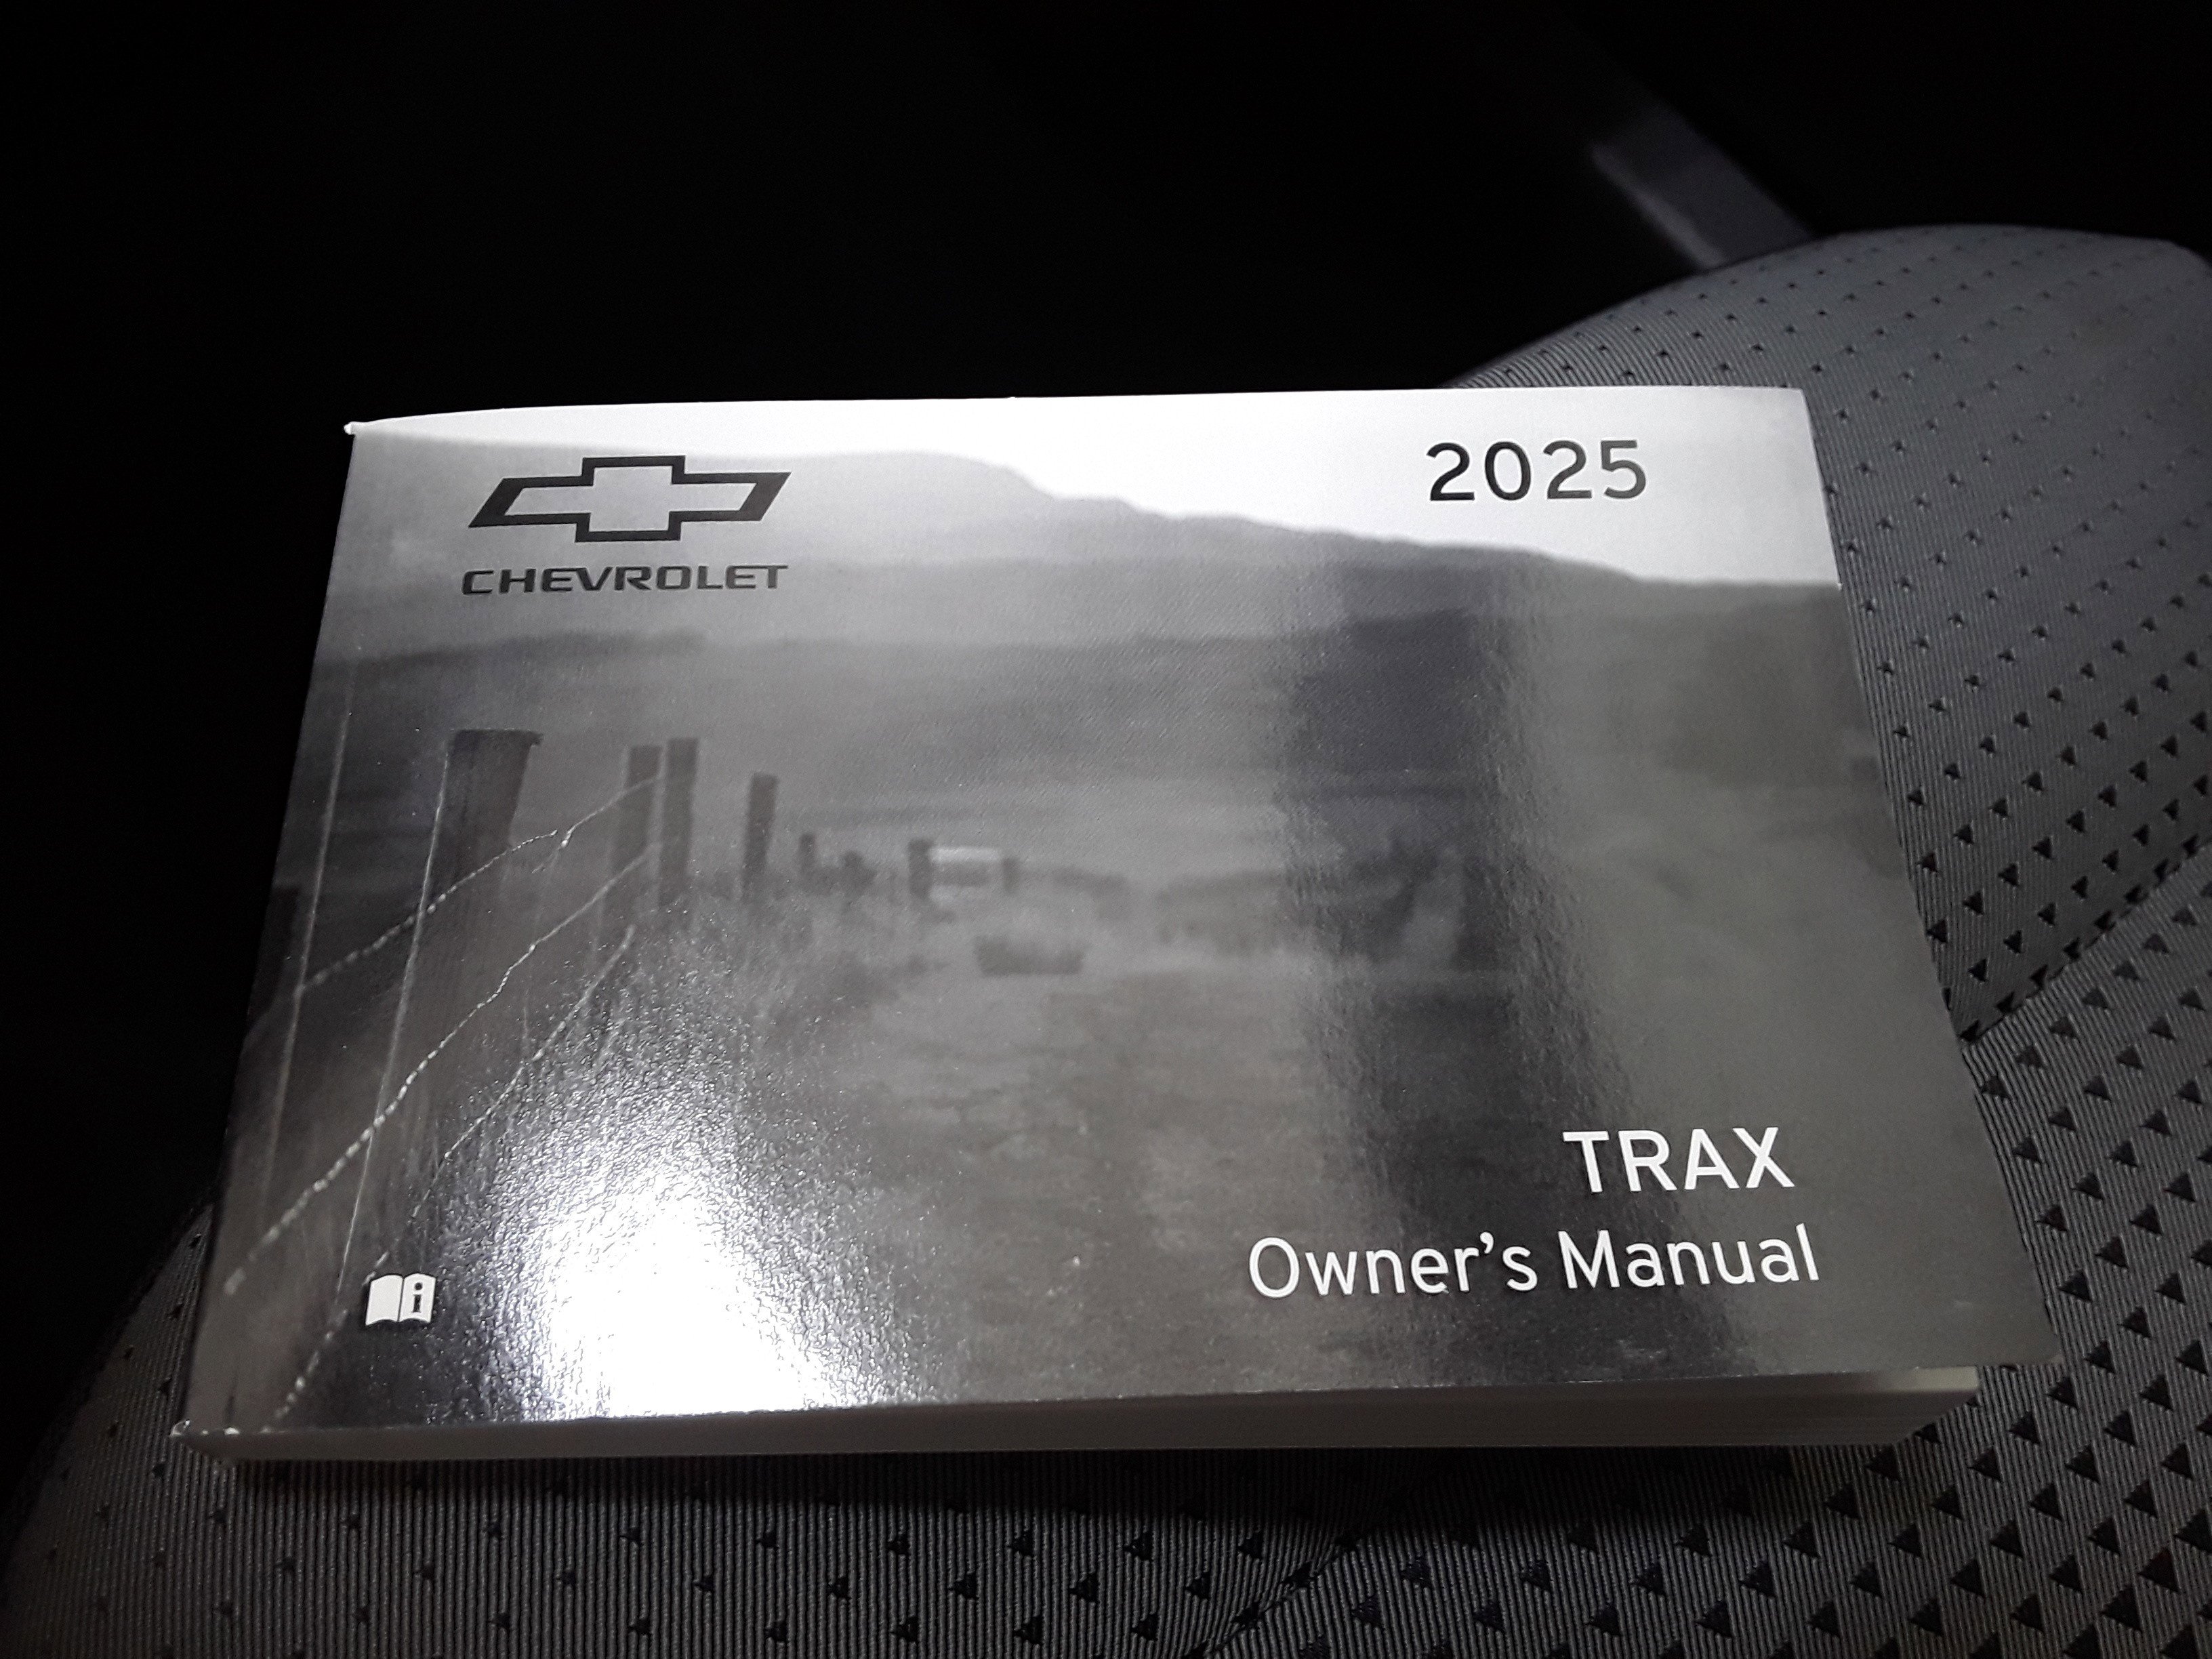 CHEVROLET
2025
TRAX
Owner's Manual